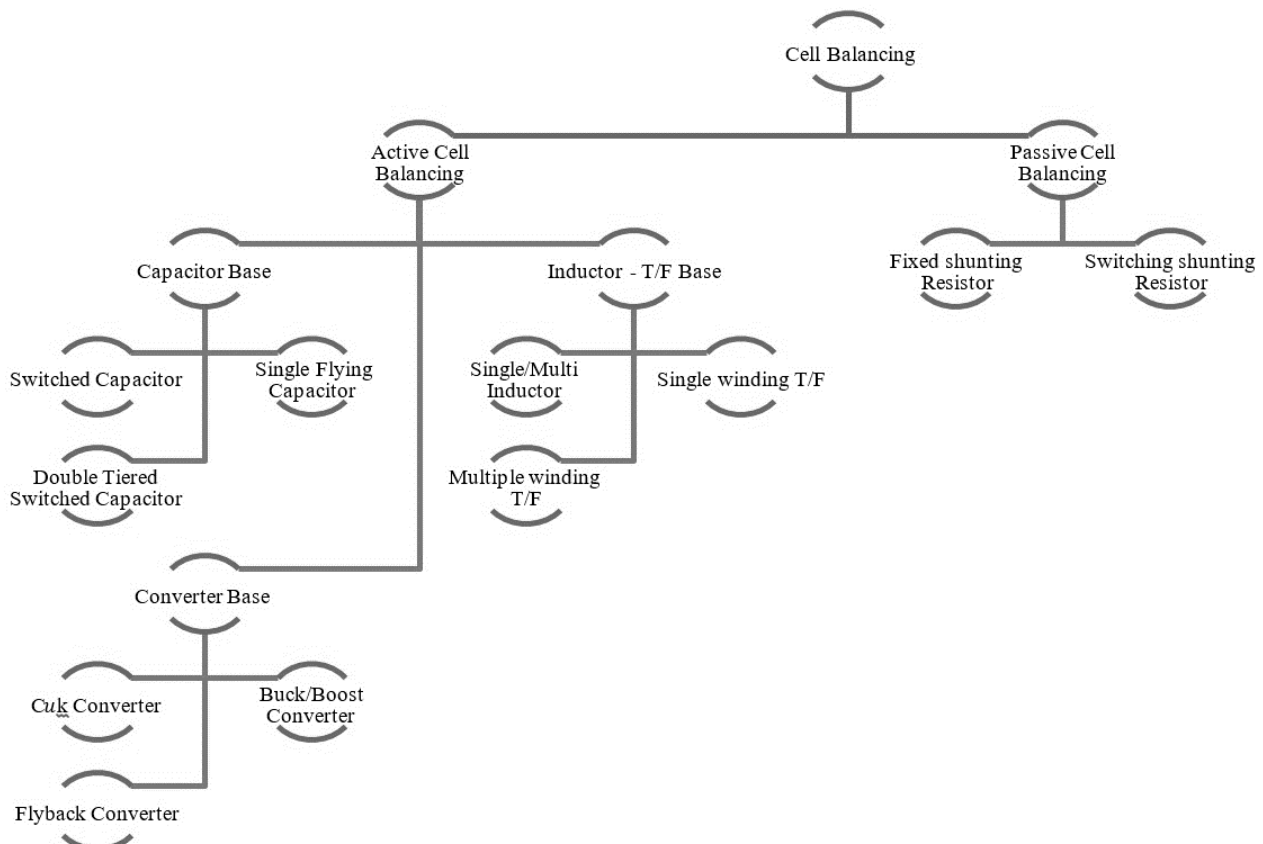 Cell Balancing
Active Cell
Balancing
Passive Cell
Balancing
Capacitor Base
Inductor - T/F Base
Fixed shunting
Resistor
Switching shunting
Resistor
Switched Capacitor
Single Flying
Capacitor
Single/Multi
Inductor
Single winding T/F
Double Tiered
Switched Capacitor
Multiple winding
T/F
Converter Base
Cuk Converter
Buck/Boost
Converter
Flyback Converter